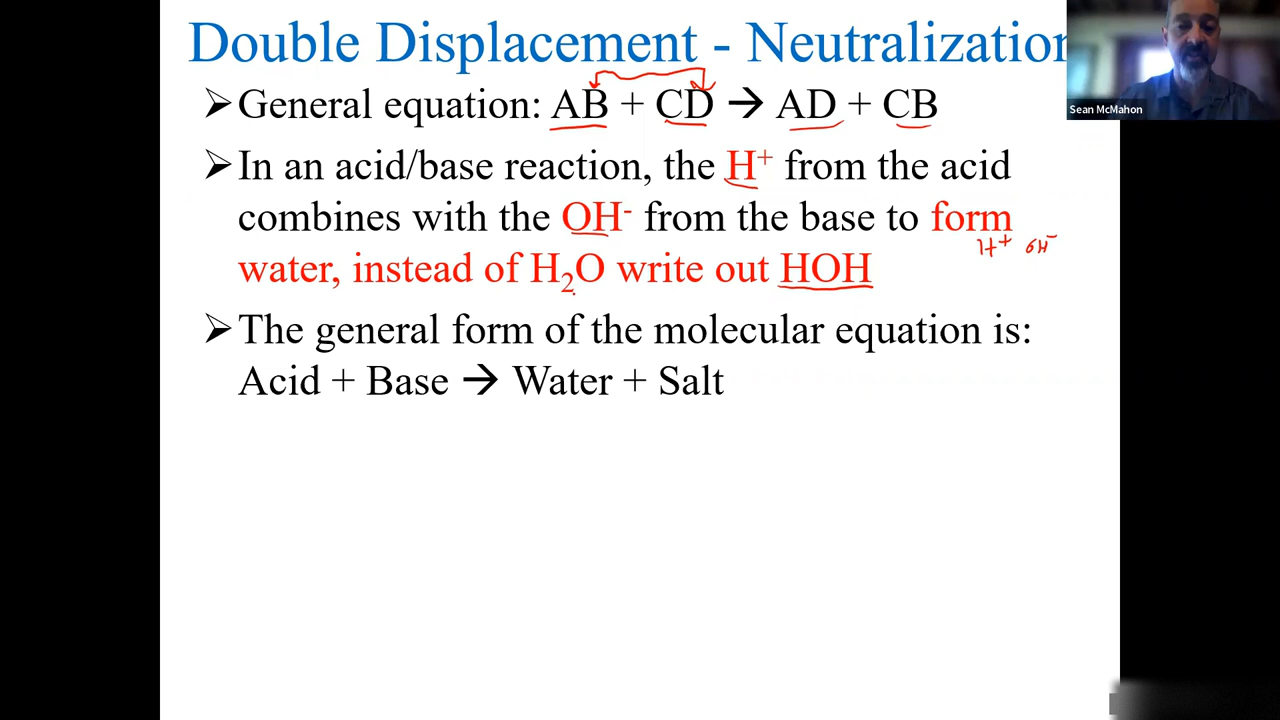 Double Displacement - Neutralization
Sean McMahon
➢General equation: AB + CD → AD + CB
➢In an acid/base reaction, the H⁺ from the acid
combines with the OH⁻ from the base to form
H⁺ OH⁻
water, instead of H₂O write out HOH
➢The general form of the molecular equation is:
Acid + Base → Water + Salt